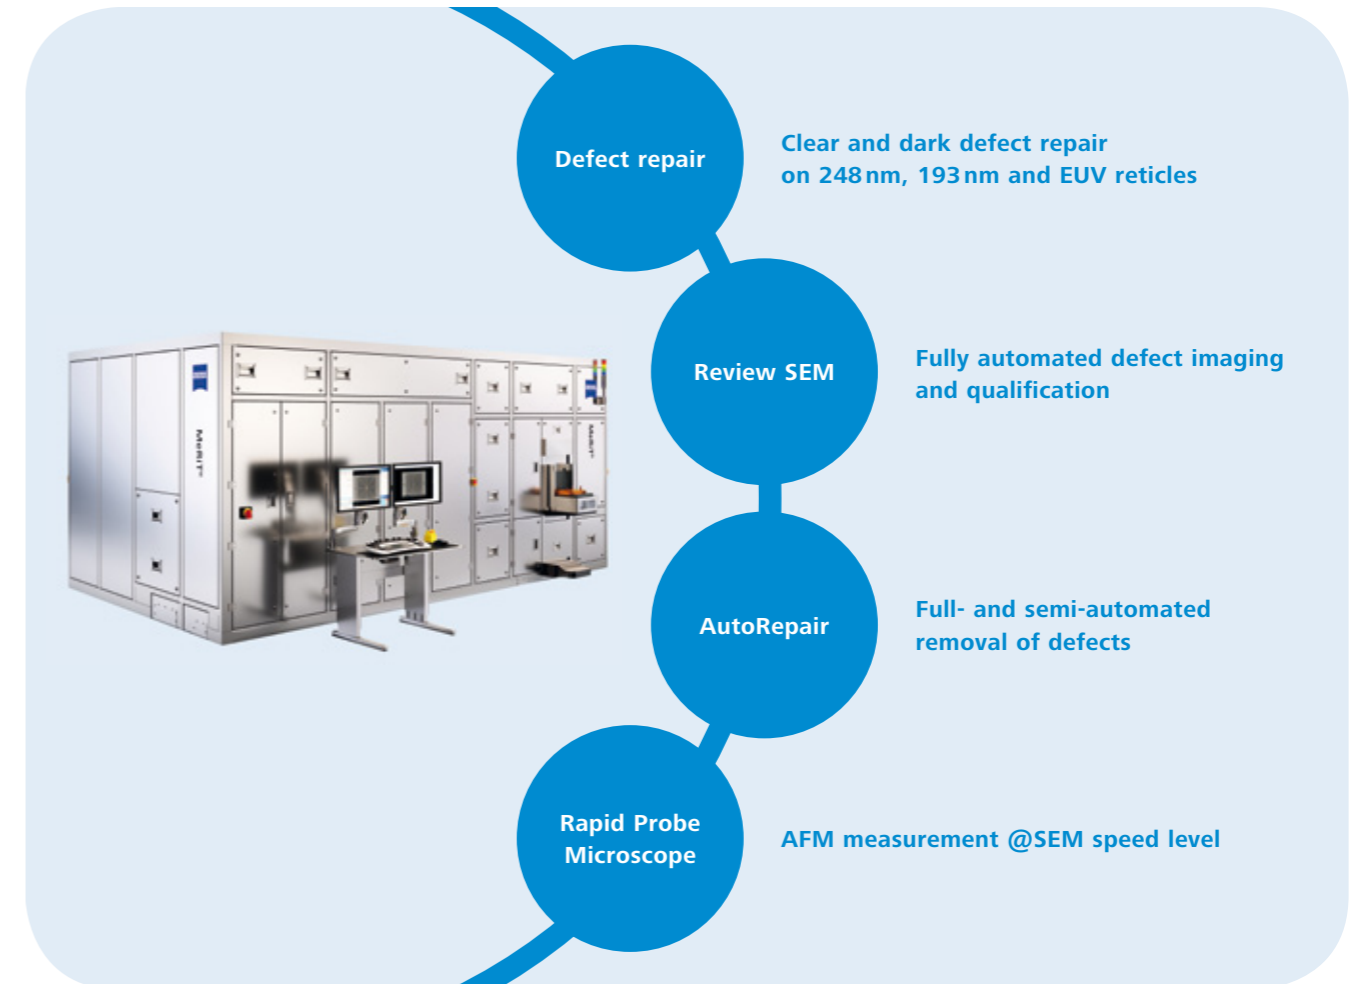 Defect repair
Clear and dark defect repair
on 248 nm, 193 nm and EUV reticles
Review SEM
Fully automated defect imaging
and qualification
MeRiT™
MeRiT™
AutoRepair
Full- and semi-automated
removal of defects
Rapid Probe
Microscope
AFM measurement @SEM speed level